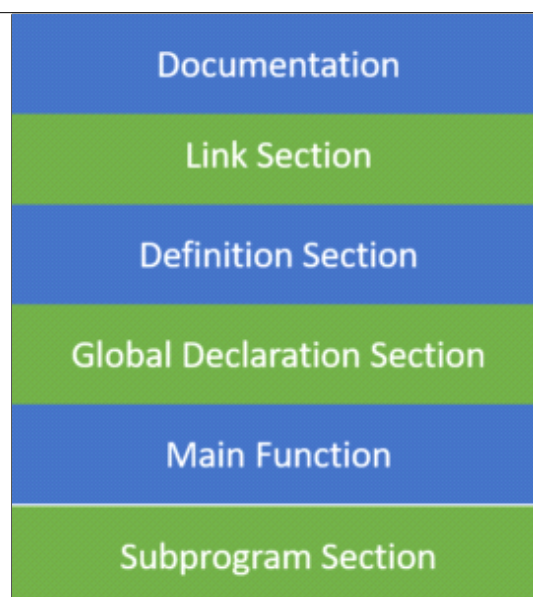 Documentation
Link Section
Definition Section
Global Declaration Section
Main Function
Subprogram Section